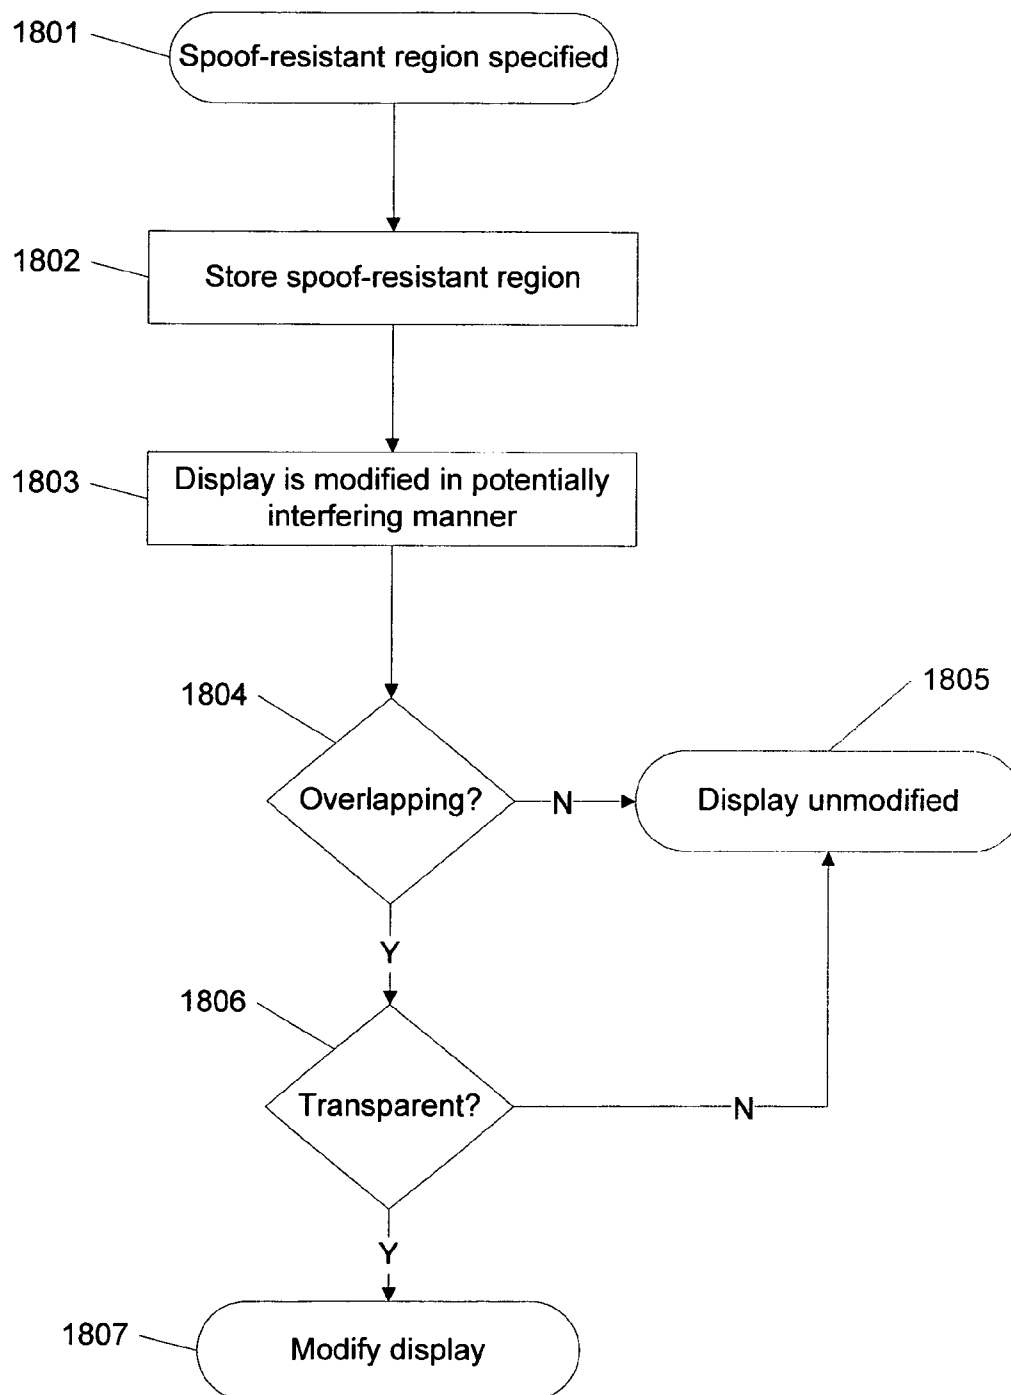 1801
Spoof-resistant region specified
1802
Store spoof-resistant region
1803
Display is modified in potentially
interfering manner
1804
Overlapping?
N
1805
Display unmodified
Y
1806
Transparent?
N
Y
1807
Modify display